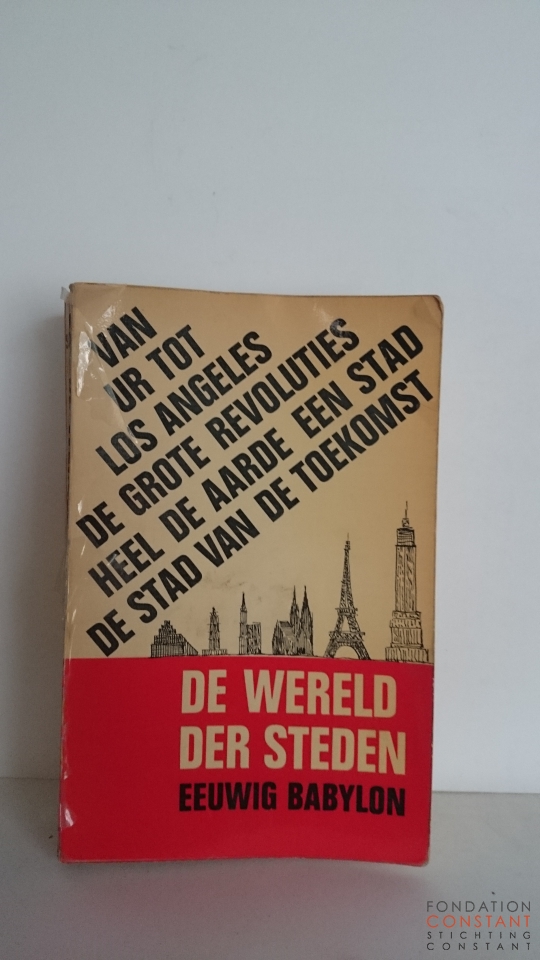 VAN
UR TOT
LOS ANGELES
DE GROTE REVOLUTIES
HEEL DE AARDE EEN STAD
DE STAD VAN DE TOEKOMST
DE WERELD
DER STEDEN
EEUWIG BABYLON
FONDATION
CONSTANT
STICHTING
CONSTANT